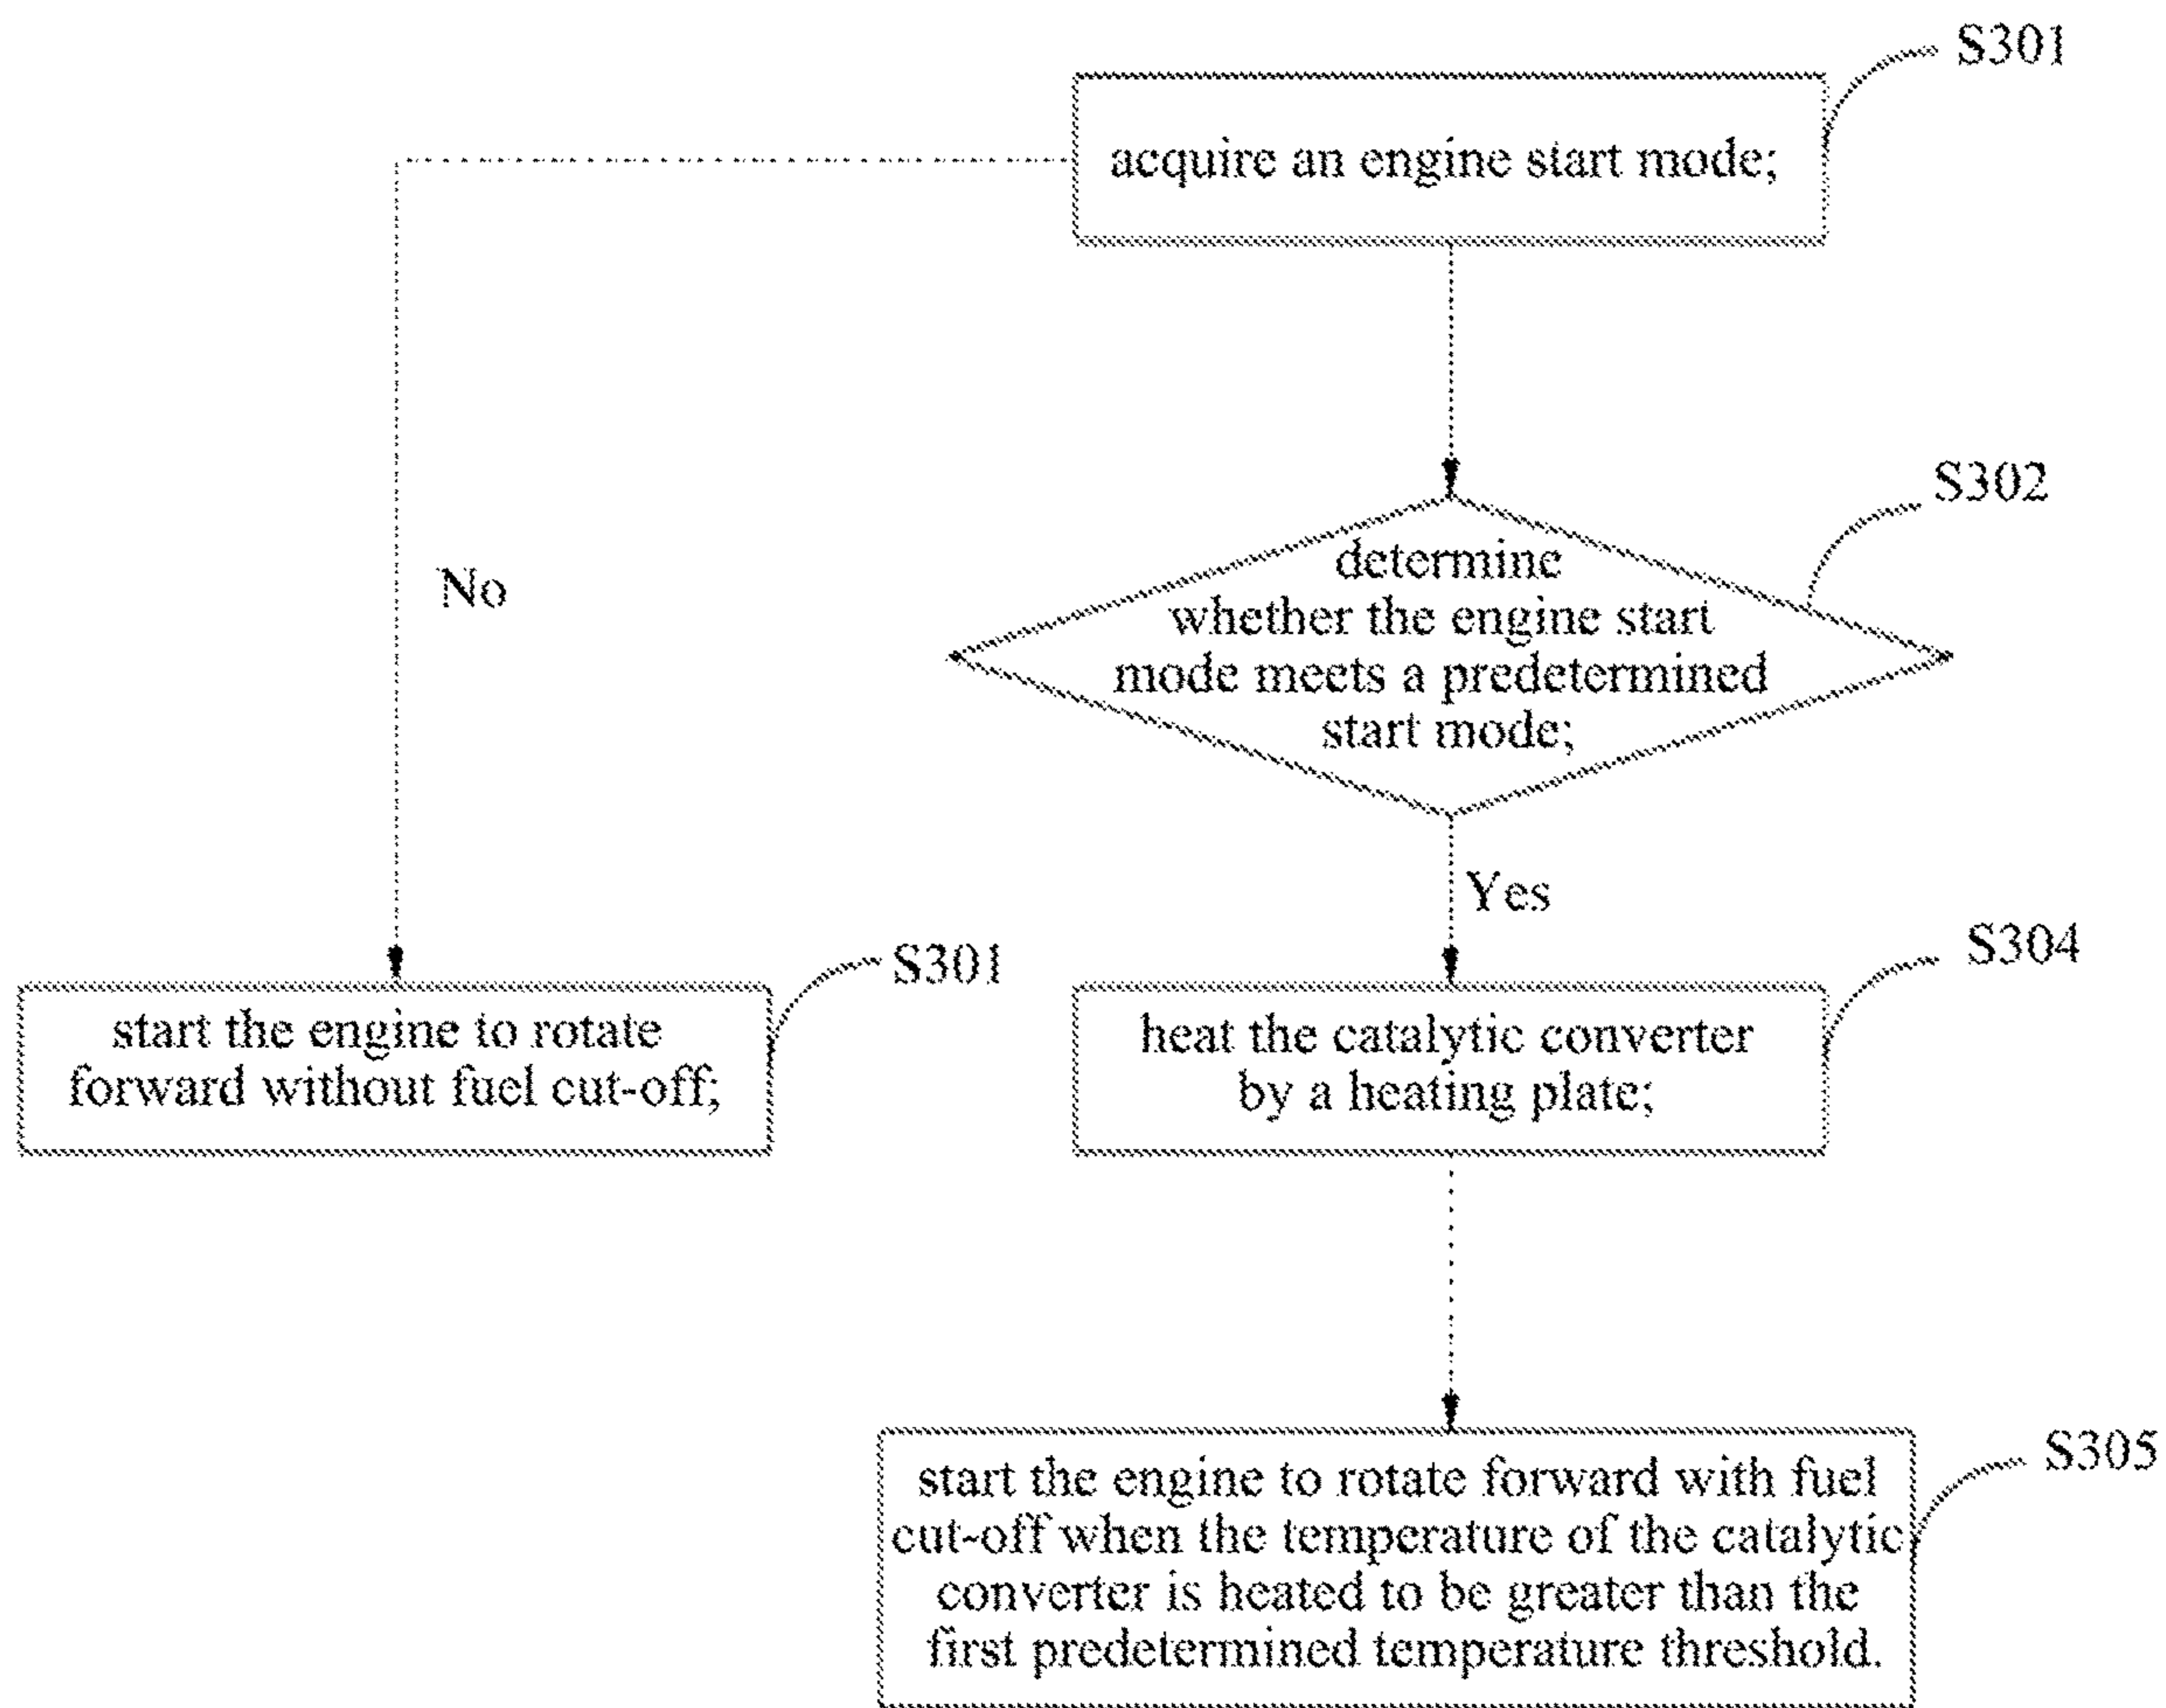 S301
acquire an engine start mode;
S302
determine
whether the engine start
mode meets a predetermined
start mode;
No
Yes
S301
start the engine to rotate
forward without fuel cut-off;
S304
heat the catalytic converter
by a heating plate;
S305
start the engine to rotate forward with fuel
cut-off when the temperature of the catalytic
converter is heated to be greater than the
first predetermined temperature threshold.